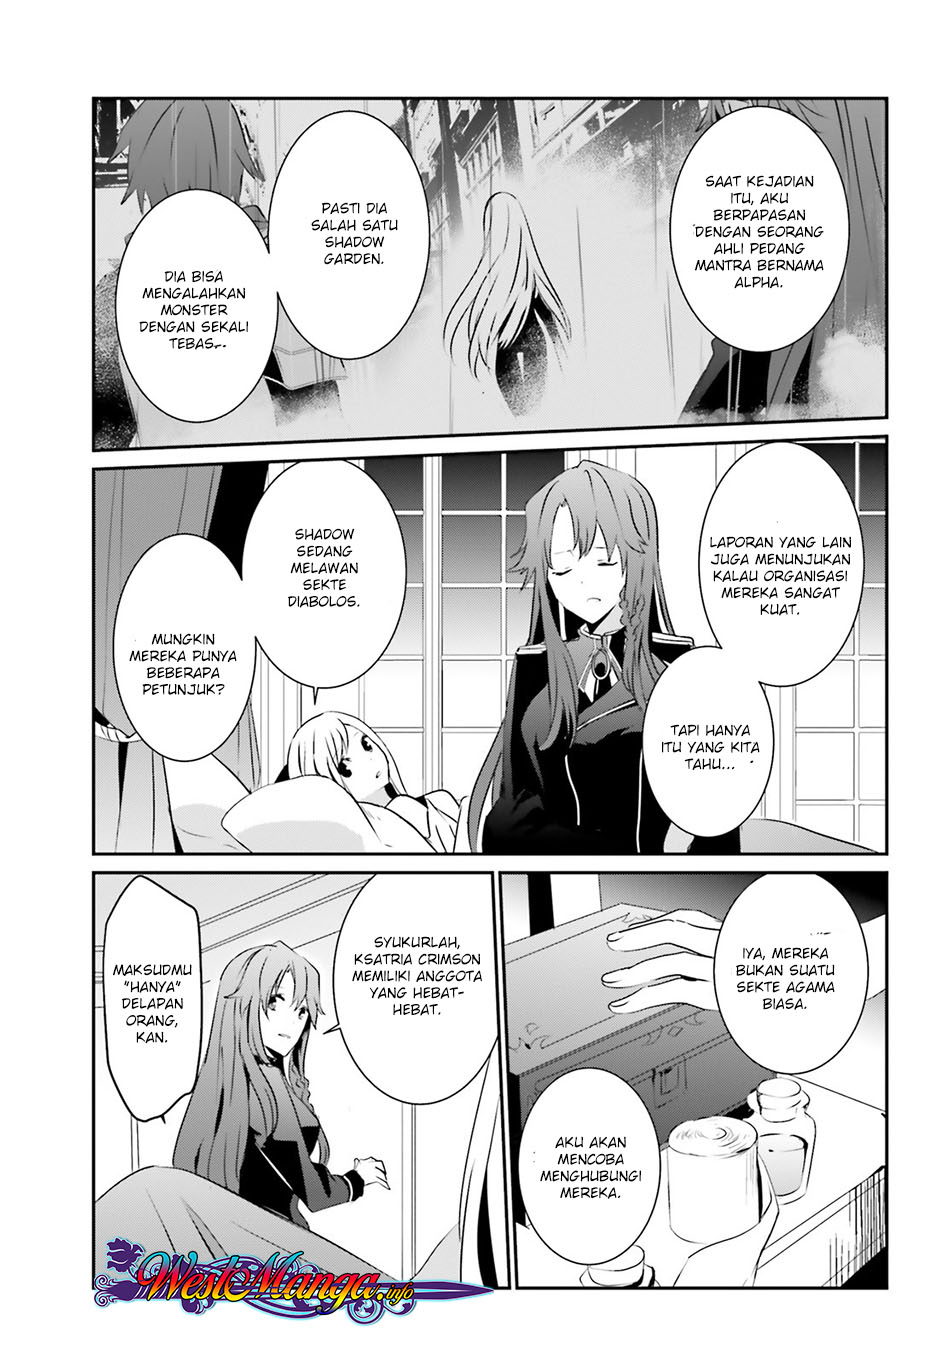 SAAT KEJADIAN
ITU, AKU
BERPAPASAN
DENGAN SEORANG
AHLI PEDANG
MANTRA BERNAMA
ALPHA.
PASTI DIA
SALAH SATU
SHADOW
GARDEN.
DIA BISA
MENGALAHKAN
MONSTER
DENGAN SEKALI
TEBAS..
LAPORAN YANG LAIN
JUGA MENUNJUKAN
KALAU ORGANISASI
MEREKA SANGAT
KUAT.
TAPI HANYA
ITU YANG KITA
TAHU...
SHADOW
SEDANG
MELAWAN
SEKTE
DIABOLOS.
MUNGKIN
MEREKA PUNYA
BEBERAPA
PETUNJUK?
IYA, MEREKA
BUKAN SUATU
SEKTE AGAMA
BIASA.
AKU AKAN
MENCOBA
MENGHUBUNGI
MEREKA.
SYUKURLAH,
KSATRIA CRIMSON
MEMILIKI ANGGOTA
YANG HEBAT-
HEBAT.
MAKSUDMU
"HANYA"
DELAPAN
ORANG,
KAN.
WestManga.info